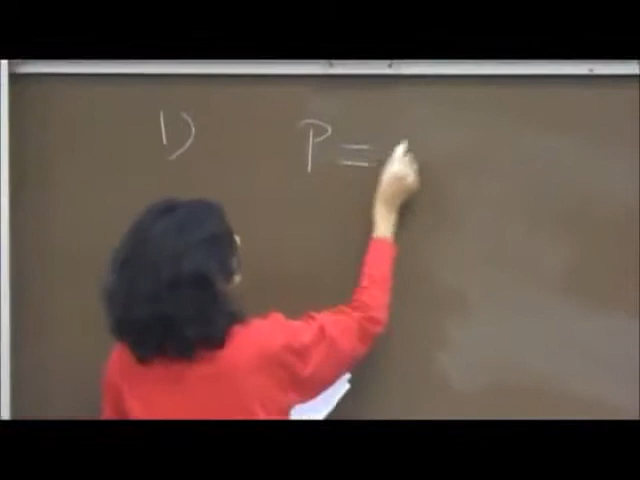 1) P =